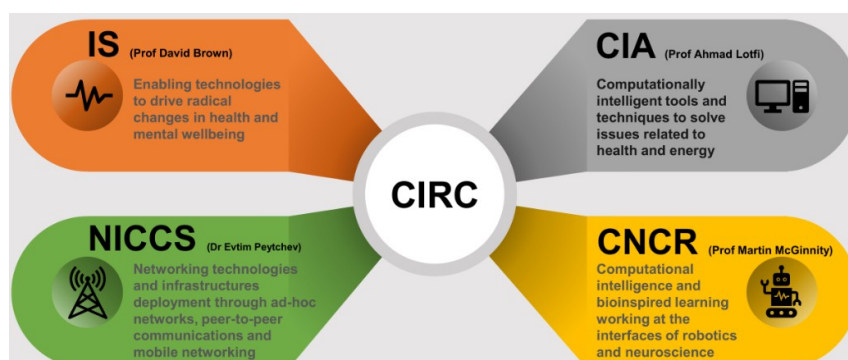 IS (Prof David Brown)
Enabling technologies
to drive radical
changes in health and
mental wellbeing
CIA (Prof Ahmad Lotfi)
Computationally
intelligent tools and
techniques to solve
issues related to
health and energy
CIRC
NICCS (Dr Evtim Peytchev)
Networking technologies
and infrastructures
deployment through ad-hoc
networks, peer-to-peer
communications and
mobile networking
CNCR (Prof Martin McGinnity)
Computational
intelligence and
bioinspired learning
working at the
interfaces of robotics
and neuroscience